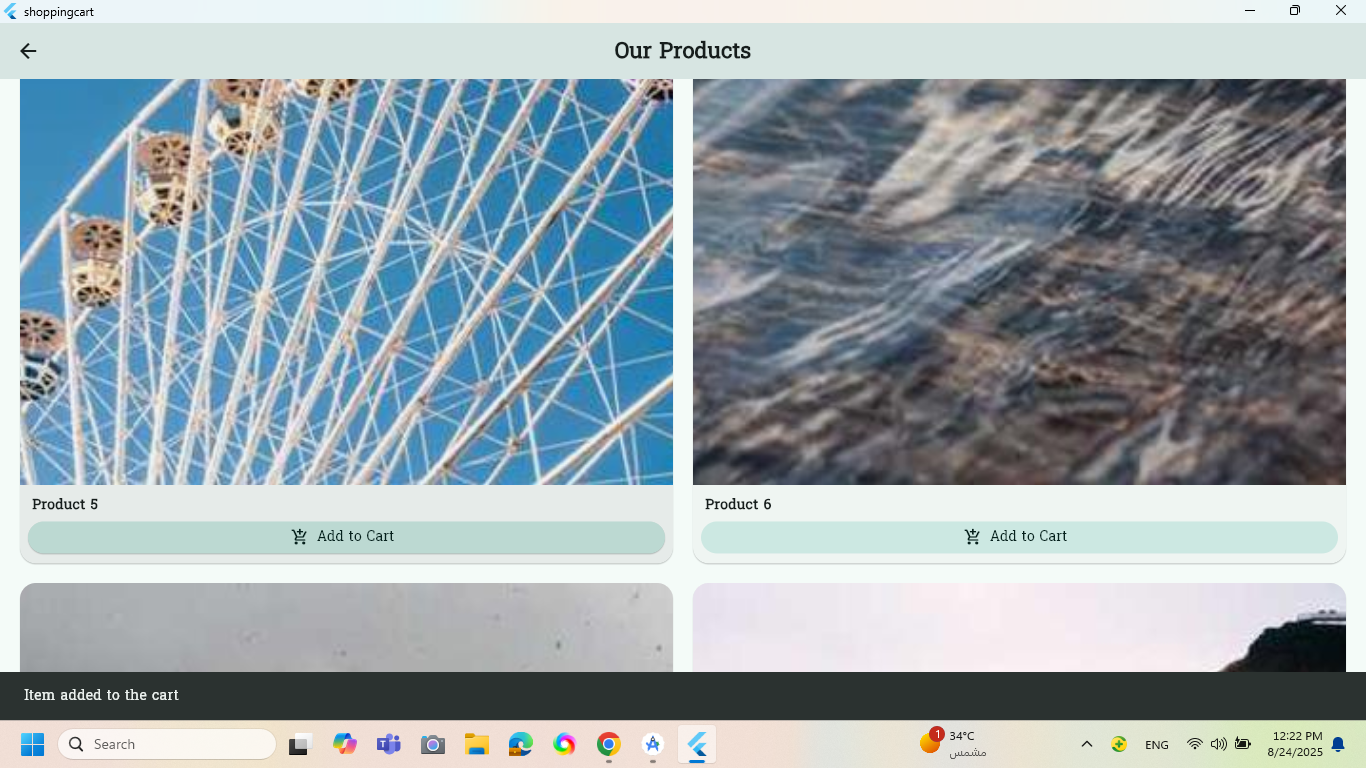 shoppingcart
Our Products
Product 5
Product 6
Add to Cart
Add to Cart
Item added to the cart
Search
1
34°C
مشمس
ENG
12:22 PM
8/24/2025